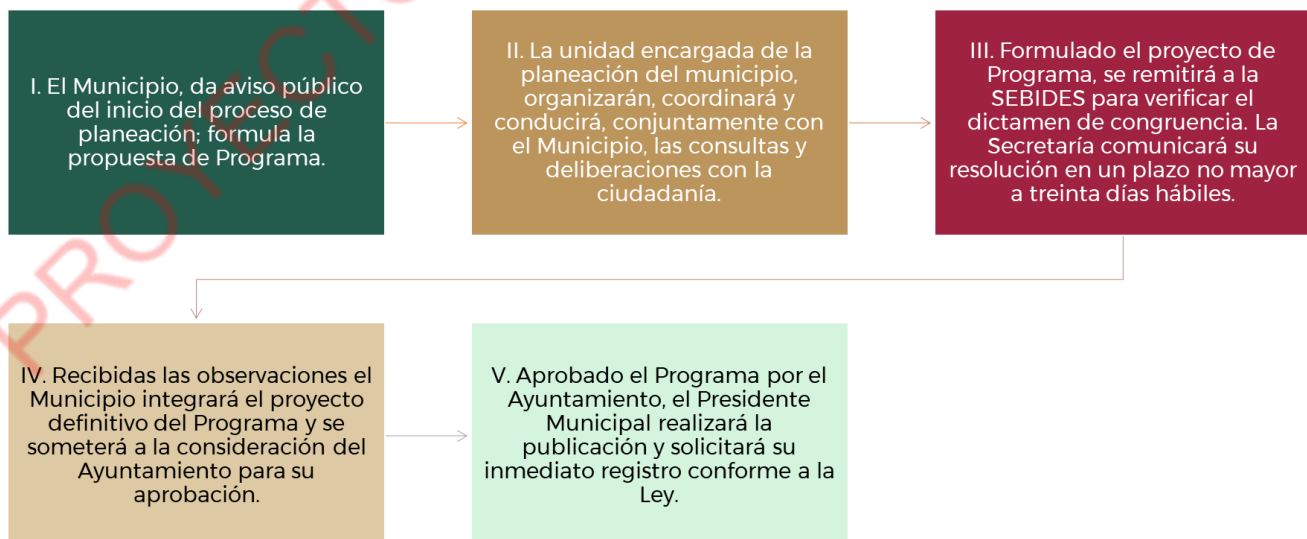 I. El Municipio, da aviso público
del inicio del proceso de
planeación; formula la
propuesta de Programa.
II. La unidad encargada de la
planeación del municipio,
organizarán, coordinará y
conducirá, conjuntamente con
el Municipio, las consultas y
deliberaciones con la
ciudadanía.
III. Formulado el proyecto de
Programa, se remitirá a la
SEBIDES para verificar el
dictamen de congruencia. La
Secretaría comunicará su
resolución en un plazo no mayor
a treinta días hábiles.
IV. Recibidas las observaciones el
Municipio integrará el proyecto
definitivo del Programa y se
someterá a la consideración del
Ayuntamiento para su
aprobación.
V. Aprobado el Programa por el
Ayuntamiento, el Presidente
Municipal realizará la
publicación y solicitará su
inmediato registro conforme a la
Ley.
PROYECTO